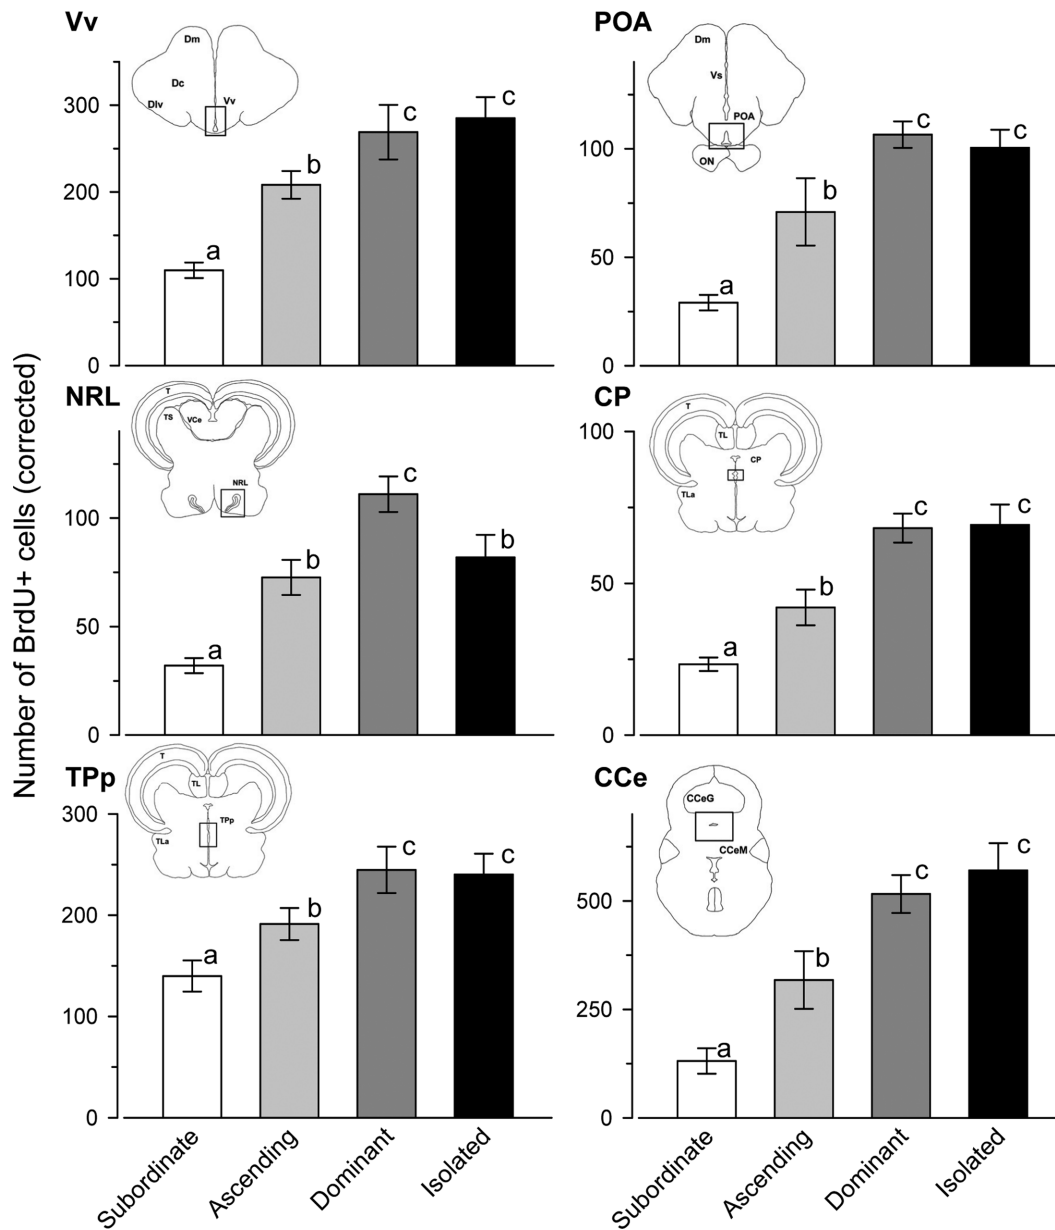 Number of BrdU+ cells (corrected)
Vv
Dm
Dc
Dlv
Vv
300
200
100
0
a
b
c
c
POA
Dm
Vs
POA
ON
100
50
0
a
b
c
c
NRL
T
TS
VCe
NRL
100
50
0
a
b
c
b
CP
T
TL
CP
TLa
100
50
0
a
b
c
c
TPp
T
TL
TPp
TLa
300
200
100
0
a
b
c
c
Subordinate
Ascending
Dominant
Isolated
CCe
CCeG
CCeM
500
250
0
a
b
c
c
Subordinate
Ascending
Dominant
Isolated